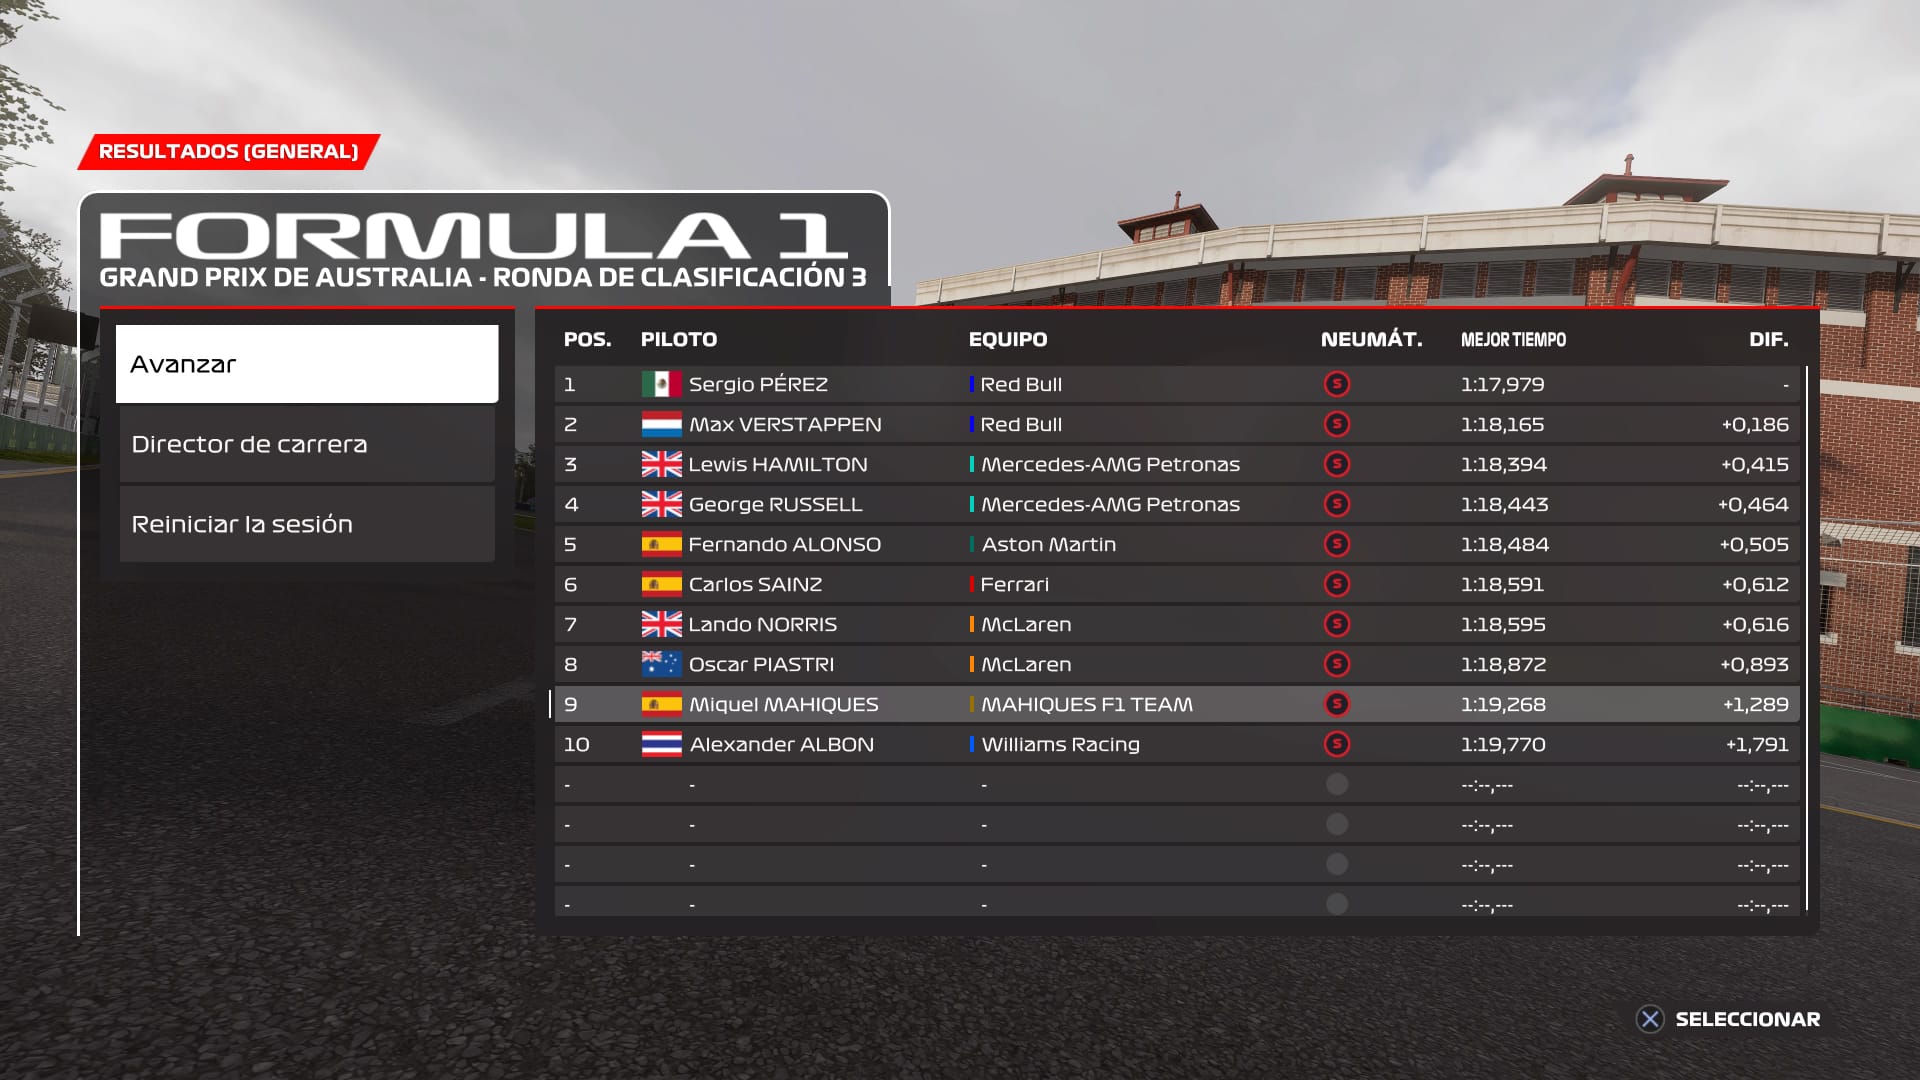 RESULTADOS (GENERAL)
FORMULA 1
GRAND PRIX DE AUSTRALIA - RONDA DE CLASIFICACIÓN 3
Avanzar
Director de carrera
Reiniciar la sesión
POS. PILOTO EQUIPO NEUMÁT. MEJOR TIEMPO DIF.
1 Sergio PÉREZ Red Bull S 1:17,979 -
2 Max VERSTAPPEN Red Bull S 1:18,165 +0,186
3 Lewis HAMILTON Mercedes-AMG Petronas S 1:18,394 +0,415
4 George RUSSELL Mercedes-AMG Petronas S 1:18,443 +0,464
5 Fernando ALONSO Aston Martin S 1:18,484 +0,505
6 Carlos SAINZ Ferrari S 1:18,591 +0,612
7 Lando NORRIS McLaren S 1:18,595 +0,616
8 Oscar PIASTRI McLaren S 1:18,872 +0,893
9 Miquel MAHIQUES MAHIQUES F1 TEAM S 1:19,268 +1,289
10 Alexander ALBON Williams Racing S 1:19,770 +1,791
- - - --:--,--- --:--,---
- - - --:--,--- --:--,---
- - - --:--,--- --:--,---
- - - --:--,--- --:--,---
SELECCIONAR